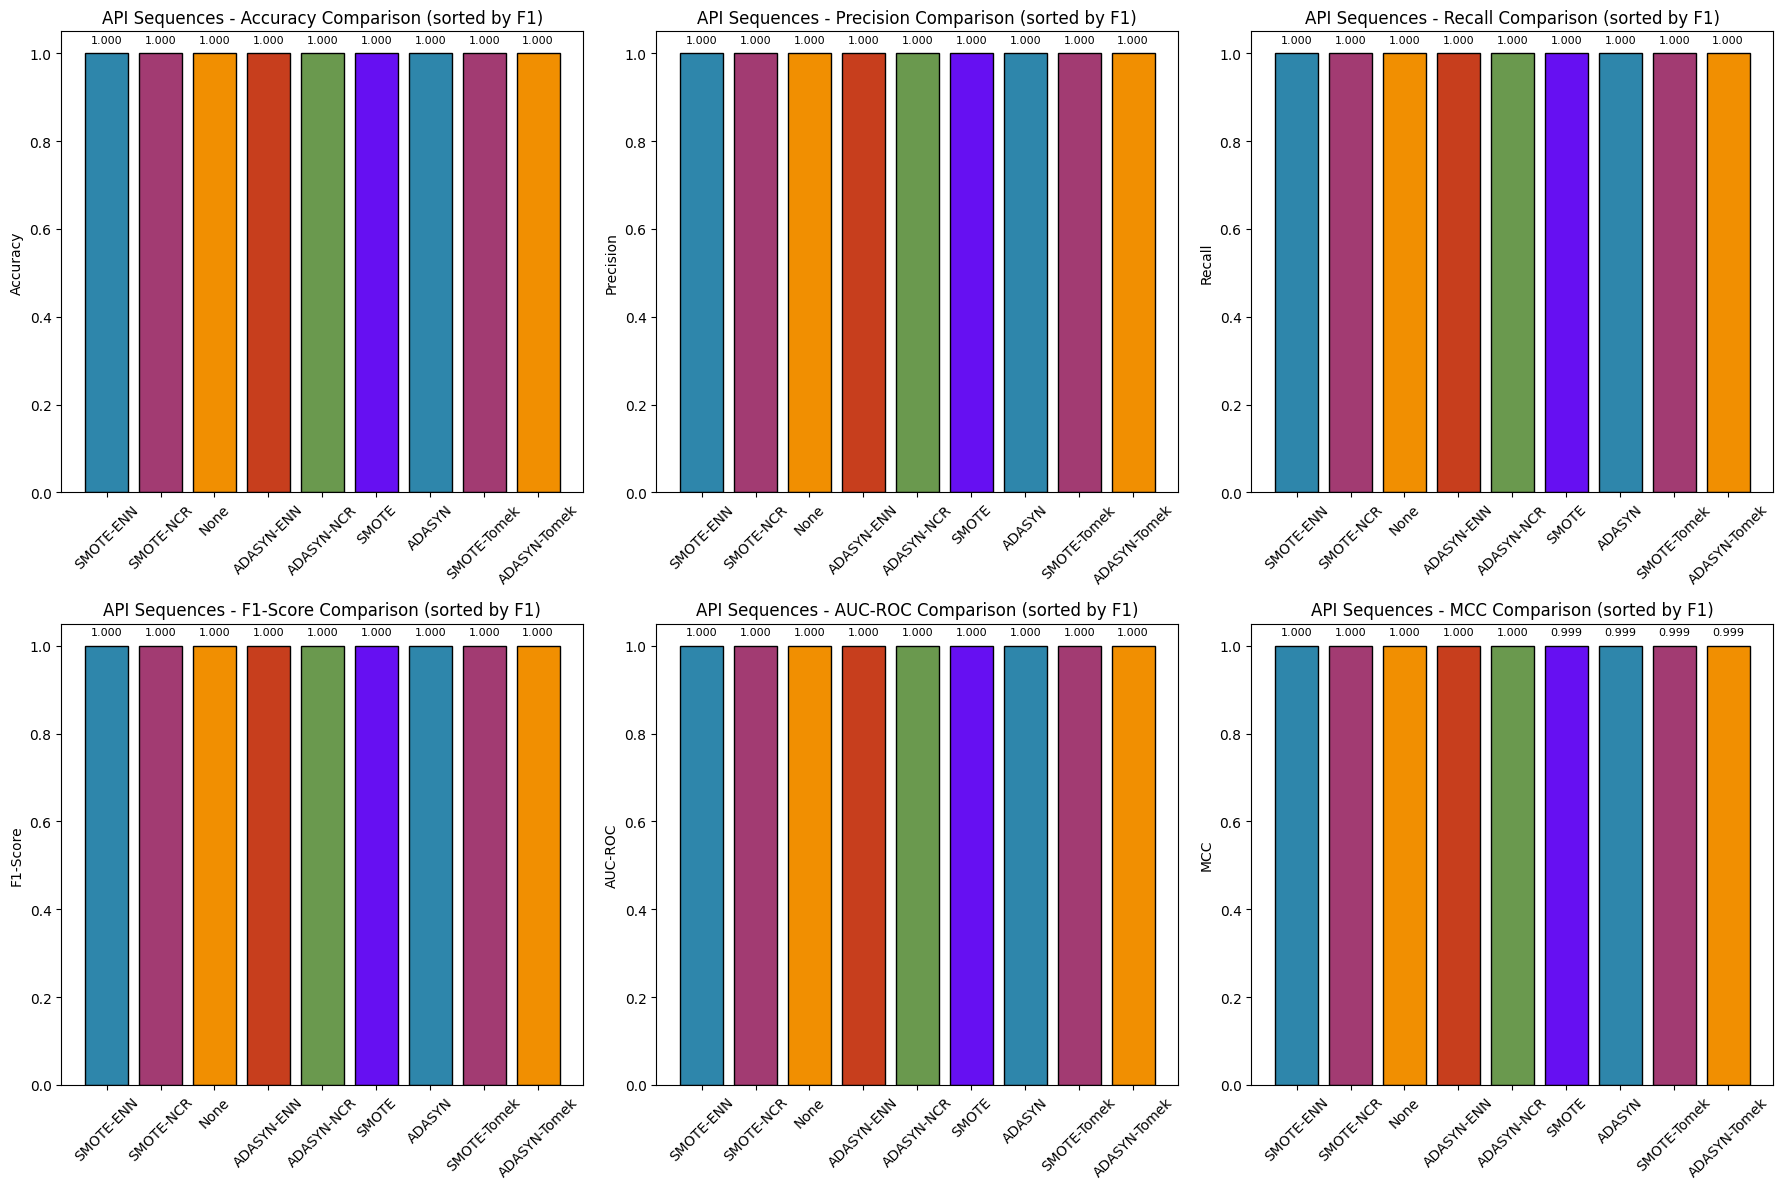 API Sequences - Accuracy Comparison (sorted by F1)
1.000 1.000 1.000 1.000 1.000 1.000 1.000 1.000 1.000
1.0
0.8
0.6
0.4
0.2
0.0
Accuracy
SMOTE-ENN SMOTE-NCR None ADASYN-ENN ADASYN-NCR SMOTE ADASYN SMOTE-Tomek ADASYN-Tomek
API Sequences - Precision Comparison (sorted by F1)
1.000 1.000 1.000 1.000 1.000 1.000 1.000 1.000 1.000
1.0
0.8
0.6
0.4
0.2
0.0
Precision
SMOTE-ENN SMOTE-NCR None ADASYN-ENN ADASYN-NCR SMOTE ADASYN SMOTE-Tomek ADASYN-Tomek
API Sequences - Recall Comparison (sorted by F1)
1.000 1.000 1.000 1.000 1.000 1.000 1.000 1.000 1.000
1.0
0.8
0.6
0.4
0.2
0.0
Recall
SMOTE-ENN SMOTE-NCR None ADASYN-ENN ADASYN-NCR SMOTE ADASYN SMOTE-Tomek ADASYN-Tomek
API Sequences - F1-Score Comparison (sorted by F1)
1.000 1.000 1.000 1.000 1.000 1.000 1.000 1.000 1.000
1.0
0.8
0.6
0.4
0.2
0.0
F1-Score
SMOTE-ENN SMOTE-NCR None ADASYN-ENN ADASYN-NCR SMOTE ADASYN SMOTE-Tomek ADASYN-Tomek
API Sequences - AUC-ROC Comparison (sorted by F1)
1.000 1.000 1.000 1.000 1.000 1.000 1.000 1.000 1.000
1.0
0.8
0.6
0.4
0.2
0.0
AUC-ROC
SMOTE-ENN SMOTE-NCR None ADASYN-ENN ADASYN-NCR SMOTE ADASYN SMOTE-Tomek ADASYN-Tomek
API Sequences - MCC Comparison (sorted by F1)
1.000 1.000 1.000 1.000 1.000 0.999 0.999 0.999 0.999
1.0
0.8
0.6
0.4
0.2
0.0
MCC
SMOTE-ENN SMOTE-NCR None ADASYN-ENN ADASYN-NCR SMOTE ADASYN SMOTE-Tomek ADASYN-Tomek